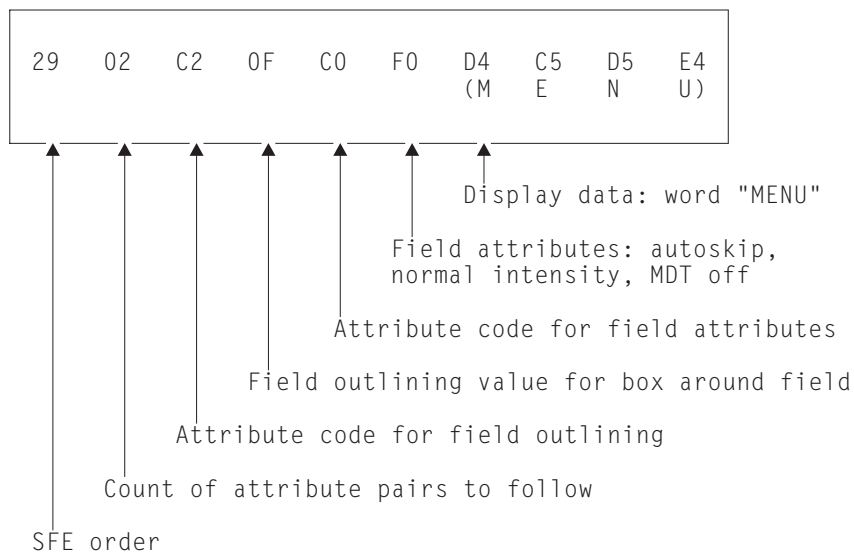 29 02 C2 0F C0 F0 D4 C5 D5 E4
(M E N U)
Display data: word "MENU"
Field attributes: autoskip,
normal intensity, MDT off
Attribute code for field attributes
Field outlining value for box around field
Attribute code for field outlining
Count of attribute pairs to follow
SFE order